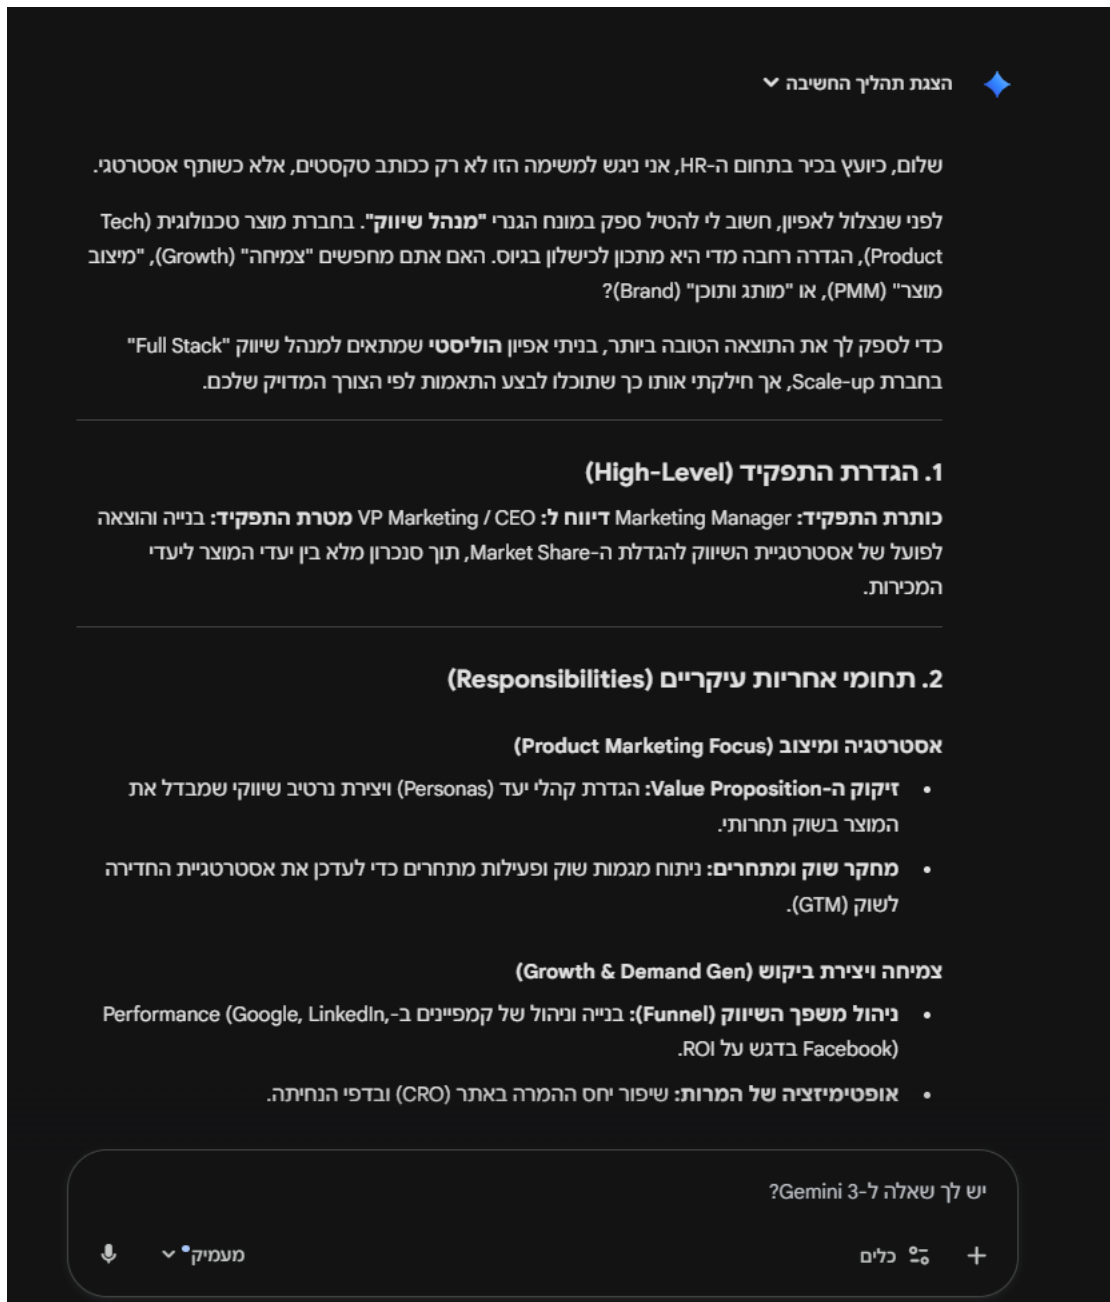 הצגת תהליך החשיבה
שלום, כיועץ בכיר בתחום ה-HR, אני ניגש למשימה הזו לא רק ככותב טקסטים, אלא כשותף אסטרטגי.
לפני שנצלול לאפיון, חשוב לי להטיל ספק במונח הגנרי "מנהל שיווק". בחברת מוצר טכנולוגית (Tech
Product), הגדרה רחבה מדי היא מתכון לכישלון בגיוס. האם אתם מחפשים "צמיחה" (Growth), "מיצוב
מוצר" (PMM), או "מותג ותוכן" (Brand)?
כדי לספק לך את התוצאה הטובה ביותר, בניתי אפיון הוליסטי שמתאים למנהל שיווק "Full Stack"
בחברת Scale-up, אך חילקתי אותו כך שתוכלו לבצע התאמות לפי הצורך המדויק שלכם.
1. הגדרת התפקיד (High-Level)
כותרת התפקיד: Marketing Manager דיווח ל: VP Marketing / CEO מטרת התפקיד: בנייה והוצאה
לפועל של אסטרטגיית השיווק להגדלת ה-Market Share, תוך סנכרון מלא בין יעדי המוצר ליעדי
המכירות.
2. תחומי אחריות עיקריים (Responsibilities)
אסטרטגיה ומיצוב (Product Marketing Focus)
• זיקוק ה-Value Proposition: הגדרת קהלי יעד (Personas) ויצירת נרטיב שיווקי שמבדל את
המוצר בשוק תחרותי.
• מחקר שוק ומתחרים: ניתוח מגמות שוק ופעילות מתחרים כדי לעדכן את אסטרטגיית החדירה
לשוק (GTM).
צמיחה ויצירת ביקוש (Growth & Demand Gen)
• ניהול משפך השיווק (Funnel): בנייה וניהול של קמפיינים ב-Performance (Google, LinkedIn,
Facebook) בדגש על ROI.
• אופטימיזציה של המרות: שיפור יחס ההמרה באתר (CRO) ובדפי הנחיתה.
יש לך שאלה ל-Gemini 3?
+ כלים מעמיק